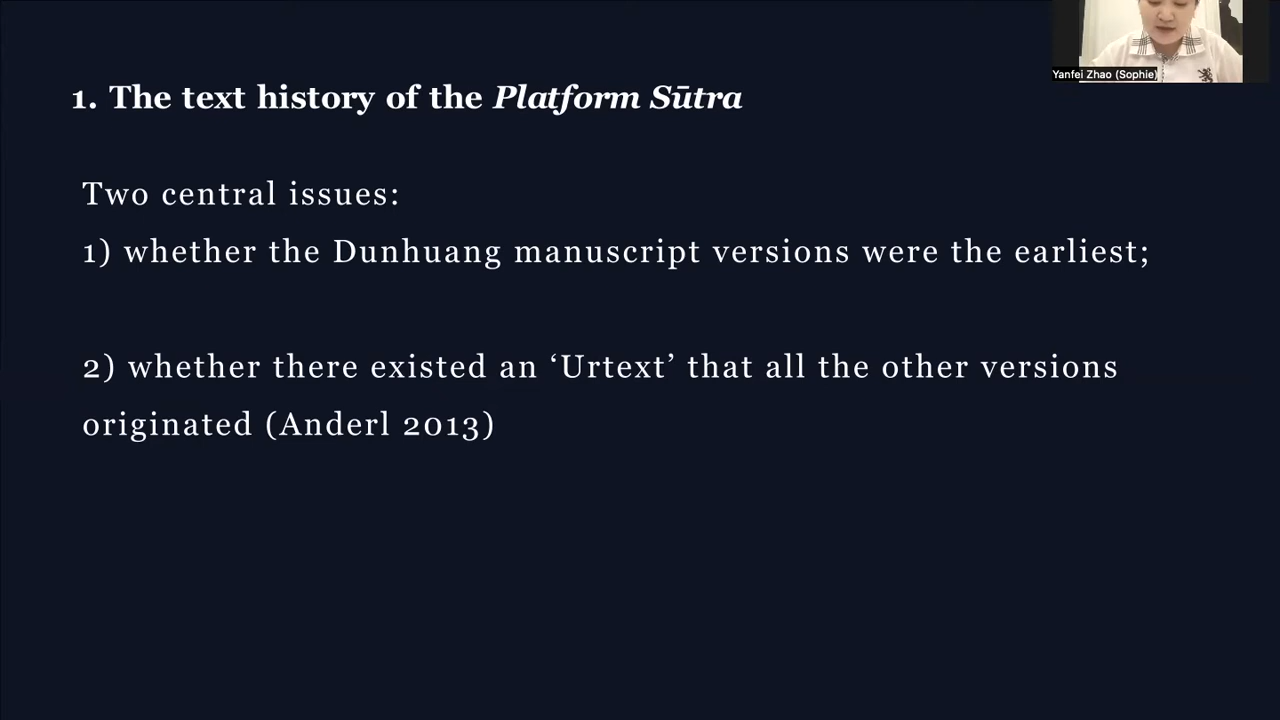 Yanfei Zhao (Sophie)
1. The text history of the Platform Sūtra
Two central issues:
1) whether the Dunhuang manuscript versions were the earliest;
2) whether there existed an ‘Urtext’ that all the other versions
originated (Anderl 2013)